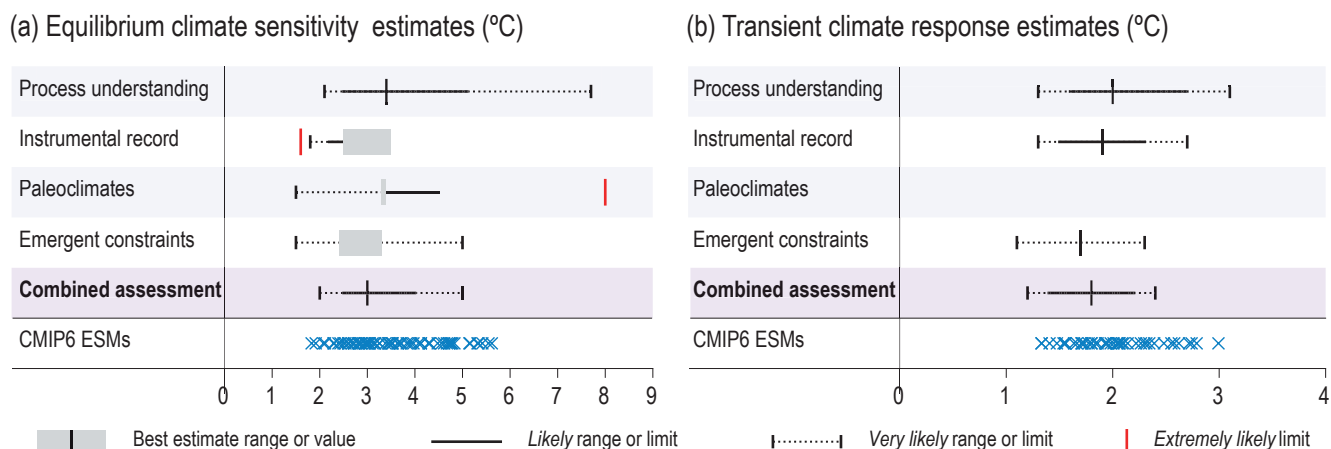 (a) Equilibrium climate sensitivity estimates (ºC)
Process understanding
Instrumental record
Paleoclimates
Emergent constraints
Combined assessment
CMIP6 ESMs
0 1 2 3 4 5 6 7 8 9
(b) Transient climate response estimates (ºC)
Process understanding
Instrumental record
Paleoclimates
Emergent constraints
Combined assessment
CMIP6 ESMs
0 1 2 3 4
Best estimate range or value Likely range or limit Very likely range or limit Extremely likely limit